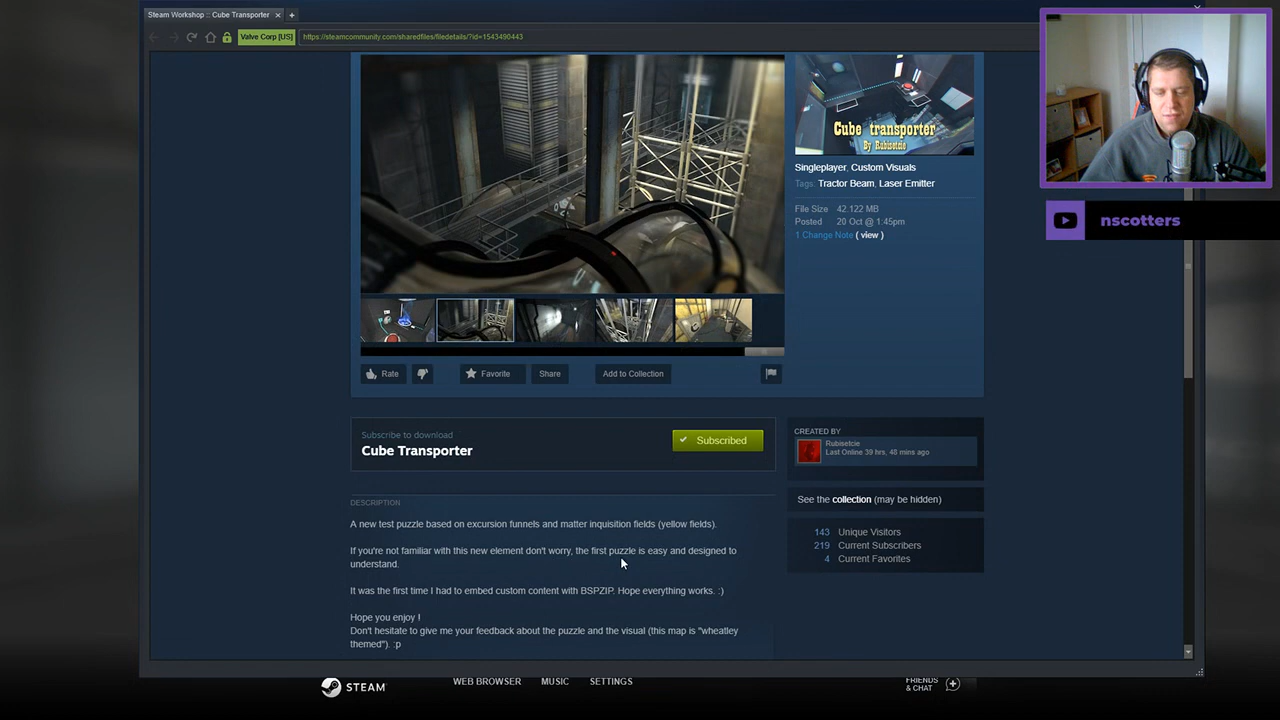 Steam Workshop :: Cube Transporter
Valve Corp [US]
https://steamcommunity.com/sharedfiles/filedetails/?id=1543490443
Cube transporter
By Rubisetcie
Singleplayer, Custom Visuals
Tags: Tractor Beam, Laser Emitter
File Size 42.122 MB
Posted 20 Oct @ 1:45pm
1 Change Note ( view )
nscotters
Rate
Favorite
Share
Add to Collection
Subscribe to download
Cube Transporter
Subscribed
CREATED BY
Rubisetcie
Last Online 39 hrs, 48 mins ago
See the collection (may be hidden)
143 Unique Visitors
219 Current Subscribers
4 Current Favorites
DESCRIPTION
A new test puzzle based on excursion funnels and matter inquisition fields (yellow fields).
If you're not familiar with this new element don't worry, the first puzzle is easy and designed to
understand.
It was the first time I had to embed custom content with BSPZIP. Hope everything works. :)
Hope you enjoy !
Don't hesitate to give me your feedback about the puzzle and the visual (this map is "wheatley
themed"). :p
STEAM
WEB BROWSER
MUSIC
SETTINGS
FRIENDS
& CHAT